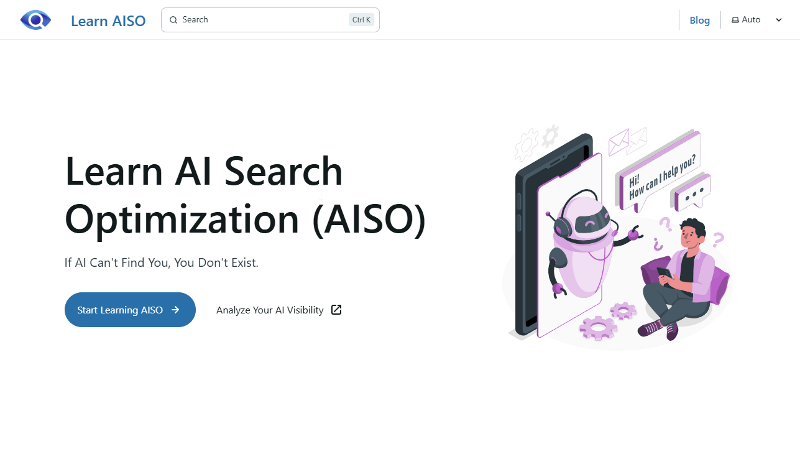 Learn AISO
Search
Ctrl K
Blog
Auto
Learn AI Search
Optimization (AISO)
If AI Can't Find You, You Don't Exist.
Start Learning AISO
Analyze Your AI Visibility
Hi!
How can I help you?